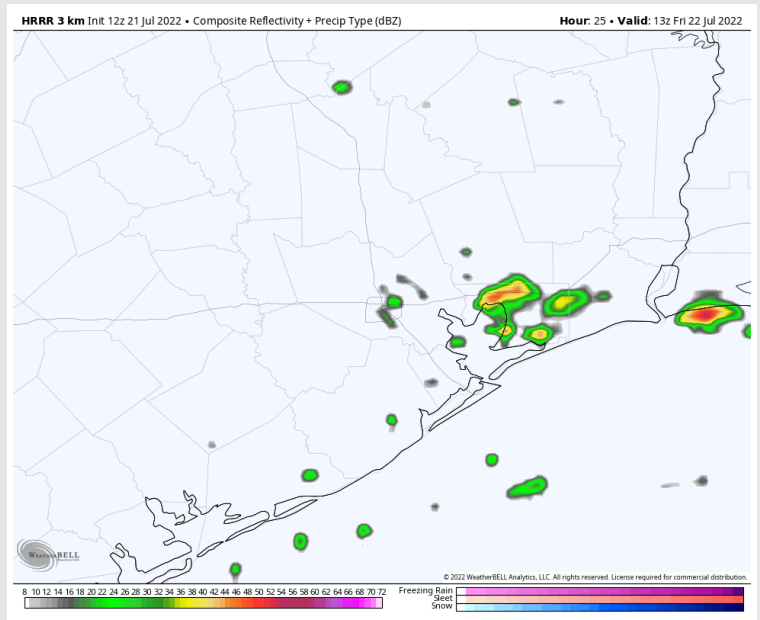 HRRR 3 km Init 12z 21 Jul 2022 • Composite Reflectivity + Precip Type (dBZ)
Hour: 25 • Valid: 13z Fri 22 Jul 2022
WEATHERBELL
© 2022 WeatherBELL Analytics, LLC. All rights reserved. License required for commercial distribution.
8 10 12 14 16 18 20 22 24 26 28 30 32 34 36 38 40 42 44 46 48 50 52 54 56 58 60 62 64 66 68 70 72
Freezing Rain
Sleet
Snow